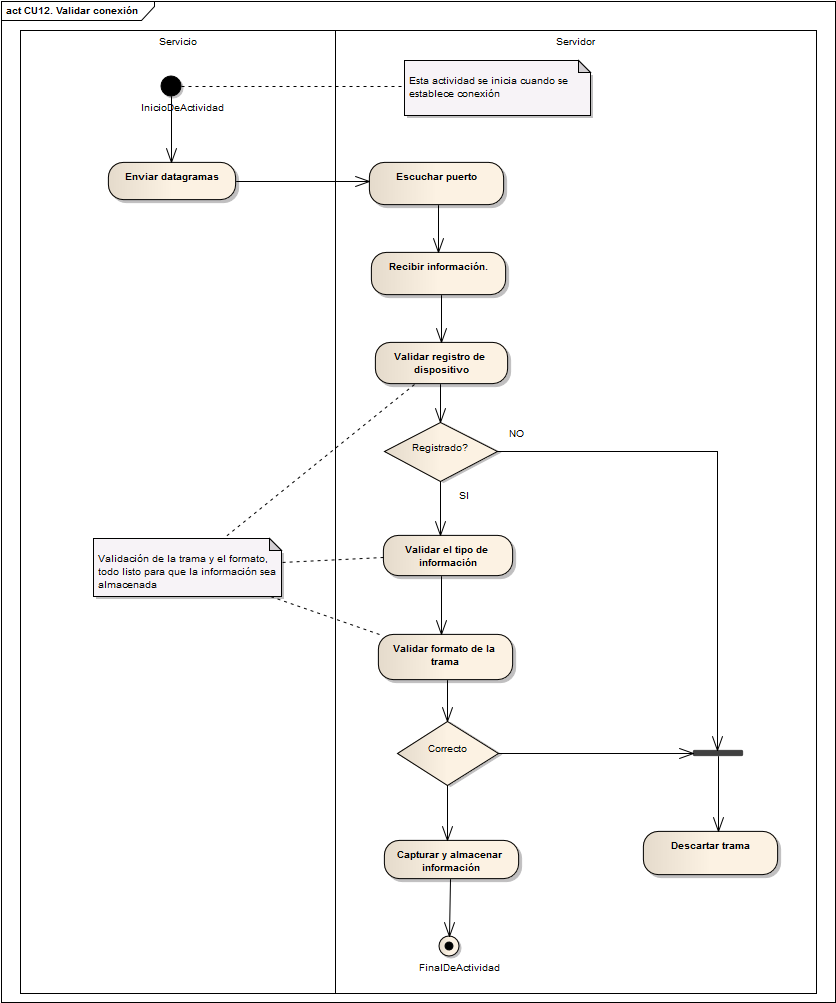 act CU12. Validar conexión
Servicio
Servidor
Esta actividad se inicia cuando se
establece conexión
InicioDeActividad
Enviar datagramas
Escuchar puerto
Recibir información.
Validar registro de
dispositivo
NO
Registrado?
SI
Validar el tipo de
información
Validación de la trama y el formato,
todo listo para que la información sea
almacenada
Validar formato de la
trama
Correcto
Descartar trama
Capturar y almacenar
información
FinalDeActividad